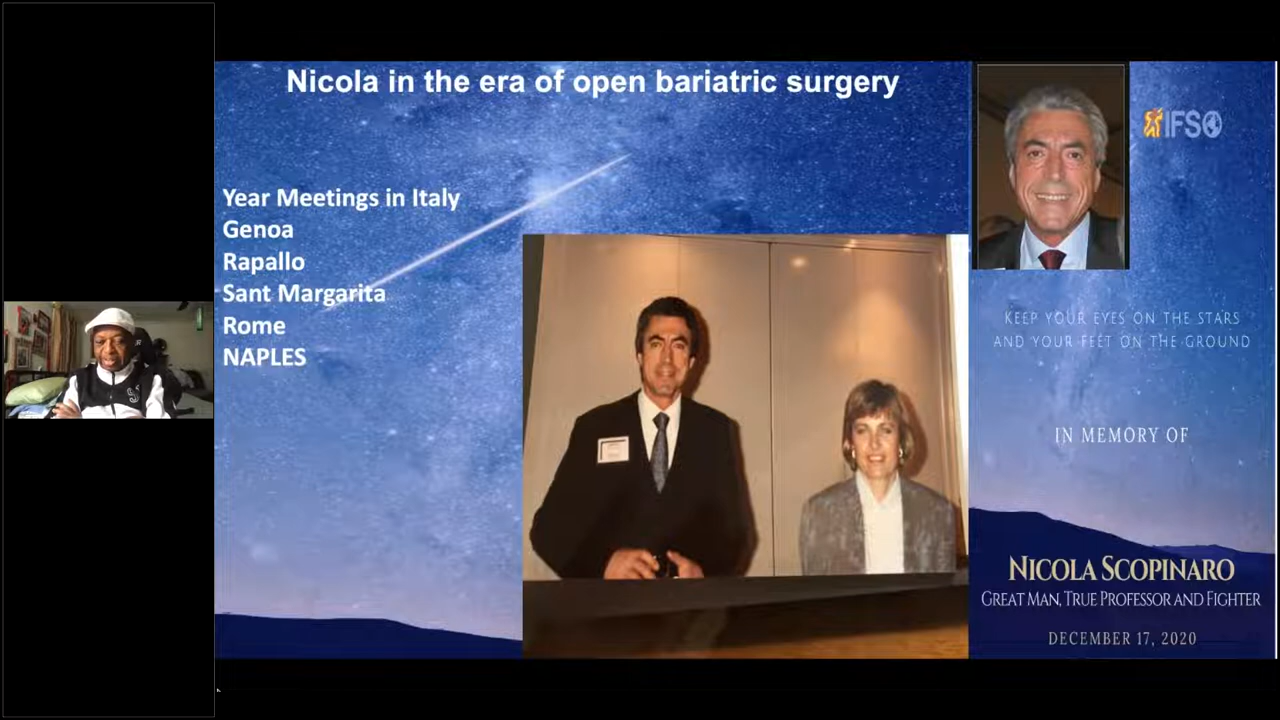 Nicola in the era of open bariatric surgery
Year Meetings in Italy
Genoa
Rapallo
Sant Margarita
Rome
NAPLES
IFSO
KEEP YOUR EYES ON THE STARS
AND YOUR FEET ON THE GROUND
IN MEMORY OF
NICOLA SCOPINARO
GREAT MAN, TRUE PROFESSOR AND FIGHTER
DECEMBER 17, 2020